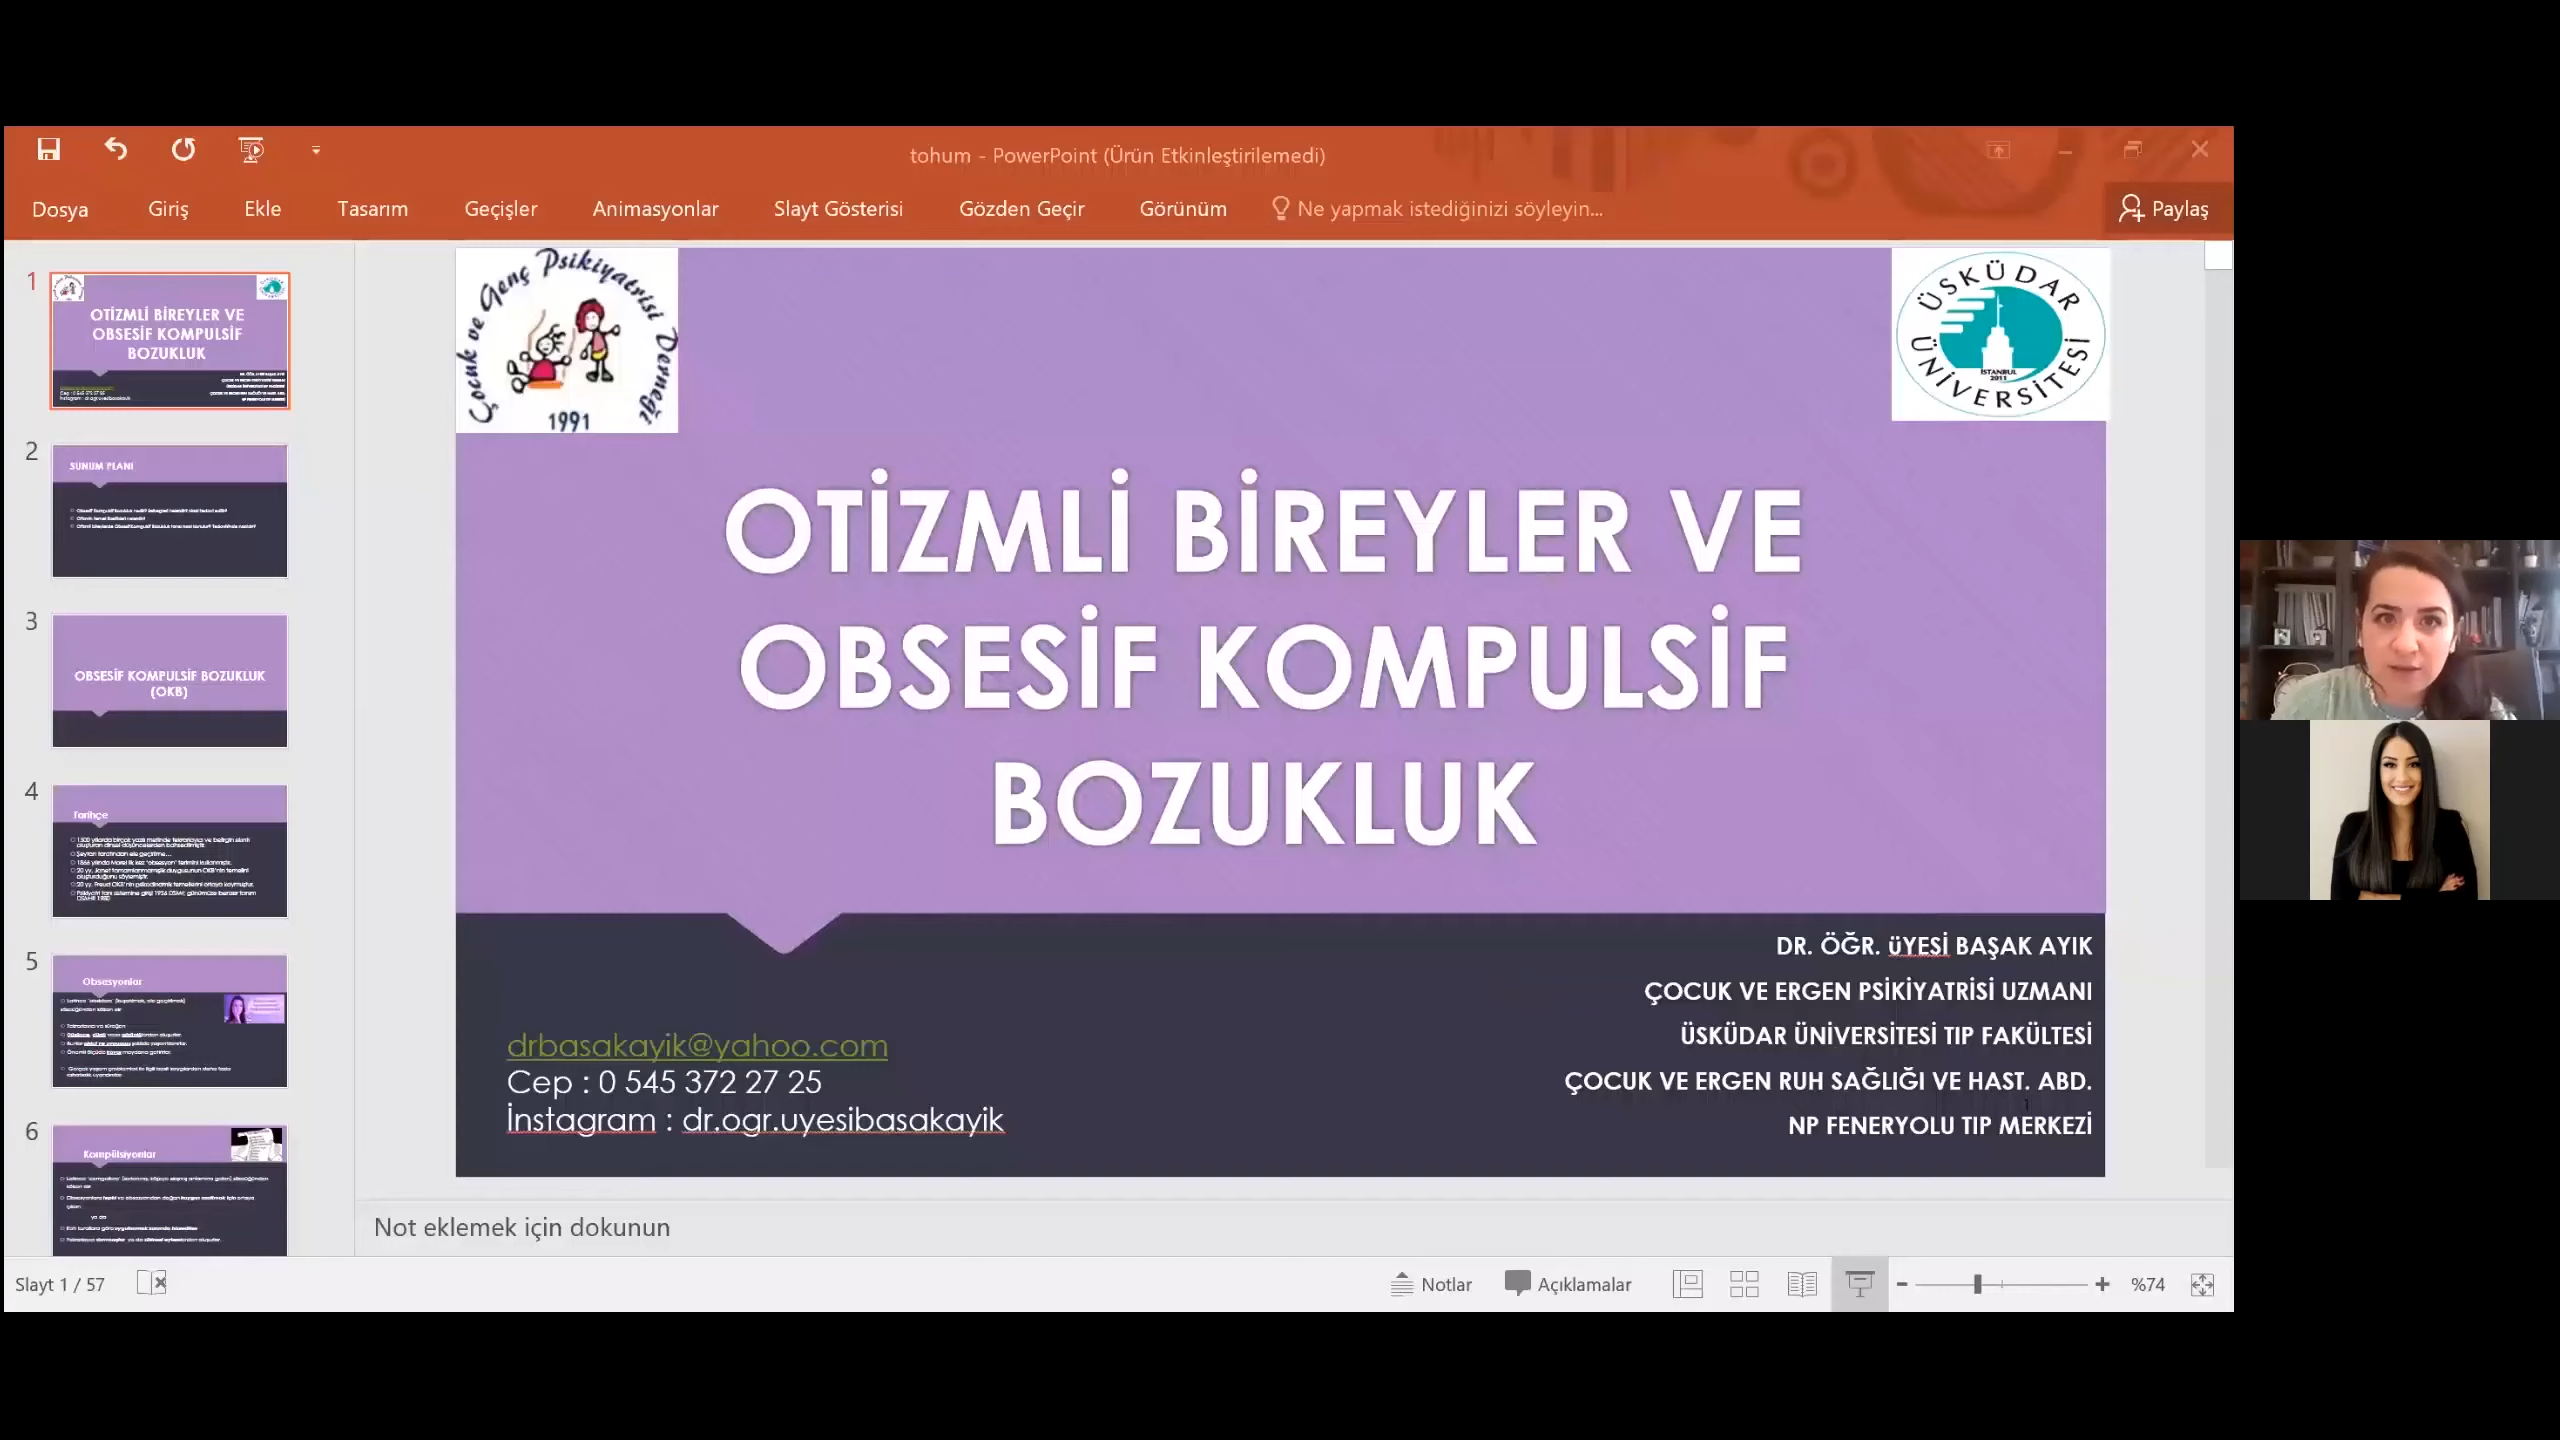 tohum - PowerPoint (Ürün Etkinleştirilemedi)
Dosya Giriş Ekle Tasarım Geçişler Animasyonlar Slayt Gösterisi Gözden Geçir Görünüm Ne yapmak istediğinizi söyleyin... Paylaş
1
OTİZMLİ BİREYLER VE
OBSESİF KOMPULSİF
BOZUKLUK
2
SUNUM PLANI
3
OBSESİF KOMPULSİF BOZUKLUK
(OKB)
4
Tarihçe
5
Obsesyonlar
6
Kompülsiyonlar
Çocuk ve Genç Psikiyatrisi Derneği
1991
ÜSKÜDAR ÜNİVERSİTESİ
İSTANBUL
2011
OTİZMLİ BİREYLER VE
OBSESİF KOMPULSİF
BOZUKLUK
DR. ÖĞR. üYESİ BAŞAK AYIK
ÇOCUK VE ERGEN PSİKİYATRİSİ UZMANI
ÜSKÜDAR ÜNİVERSİTESİ TIP FAKÜLTESİ
ÇOCUK VE ERGEN RUH SAĞLIĞI VE HAST. ABD.
NP FENERYOLU TIP MERKEZİ
drbasakayik@yahoo.com
Cep : 0 545 372 27 25
İnstagram : dr.ogr.uyesibasakayik
Not eklemek için dokunun
Slayt 1 / 57 Notlar Açıklamalar %74